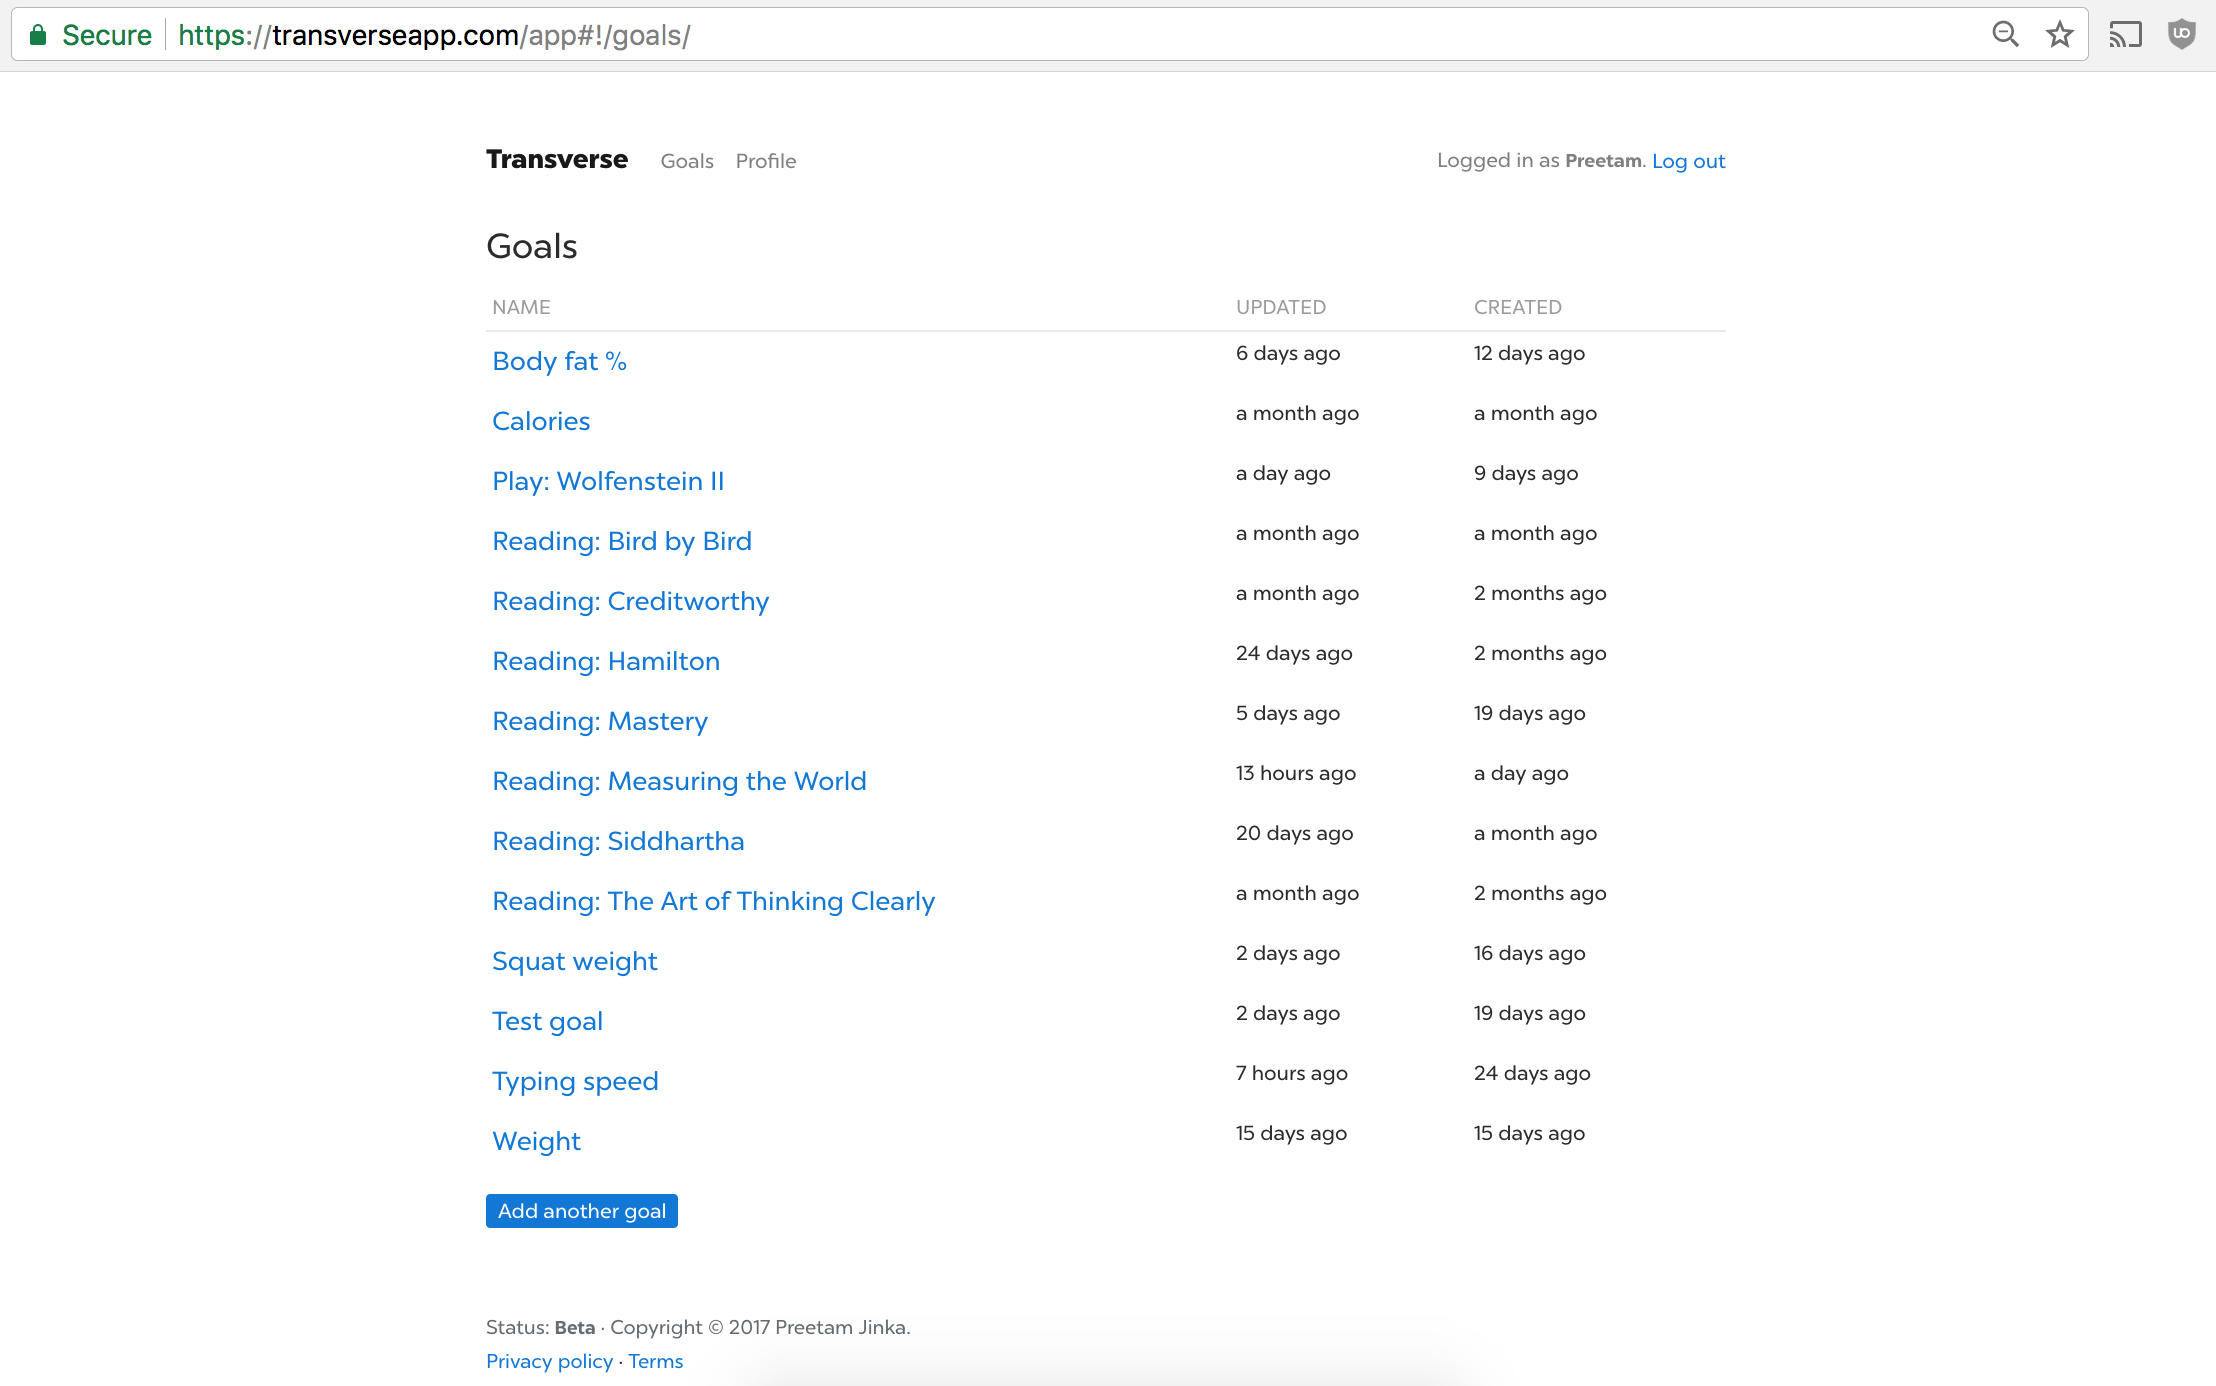 Secure https://transverseapp.com/app#!/goals/
Transverse Goals Profile Logged in as Preetam. Log out
Goals
NAME UPDATED CREATED
Body fat % 6 days ago 12 days ago
Calories a month ago a month ago
Play: Wolfenstein II a day ago 9 days ago
Reading: Bird by Bird a month ago a month ago
Reading: Creditworthy a month ago 2 months ago
Reading: Hamilton 24 days ago 2 months ago
Reading: Mastery 5 days ago 19 days ago
Reading: Measuring the World 13 hours ago a day ago
Reading: Siddhartha 20 days ago a month ago
Reading: The Art of Thinking Clearly a month ago 2 months ago
Squat weight 2 days ago 16 days ago
Test goal 2 days ago 19 days ago
Typing speed 7 hours ago 24 days ago
Weight 15 days ago 15 days ago
Add another goal
Status: Beta · Copyright © 2017 Preetam Jinka.
Privacy policy · Terms